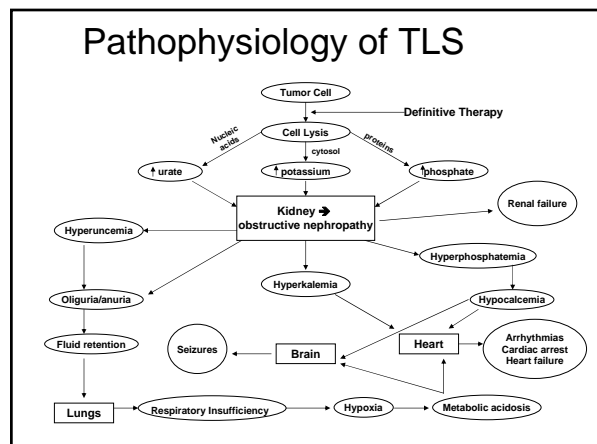 Pathophysiology of TLS
Tumor Cell
Definitive Therapy
Cell Lysis
Nucleic
acids
cytosol
proteins
urate
potassium
phosphate
Kidney ➔
obstructive nephropathy
Renal failure
Hyperuncemia
Hyperphosphatemia
Hyperkalemia
Oliguria/anuria
Hypocalcemia
Fluid retention
Seizures
Brain
Heart
Arrhythmias
Cardiac arrest
Heart failure
Lungs
Respiratory Insufficiency
Hypoxia
Metabolic acidosis